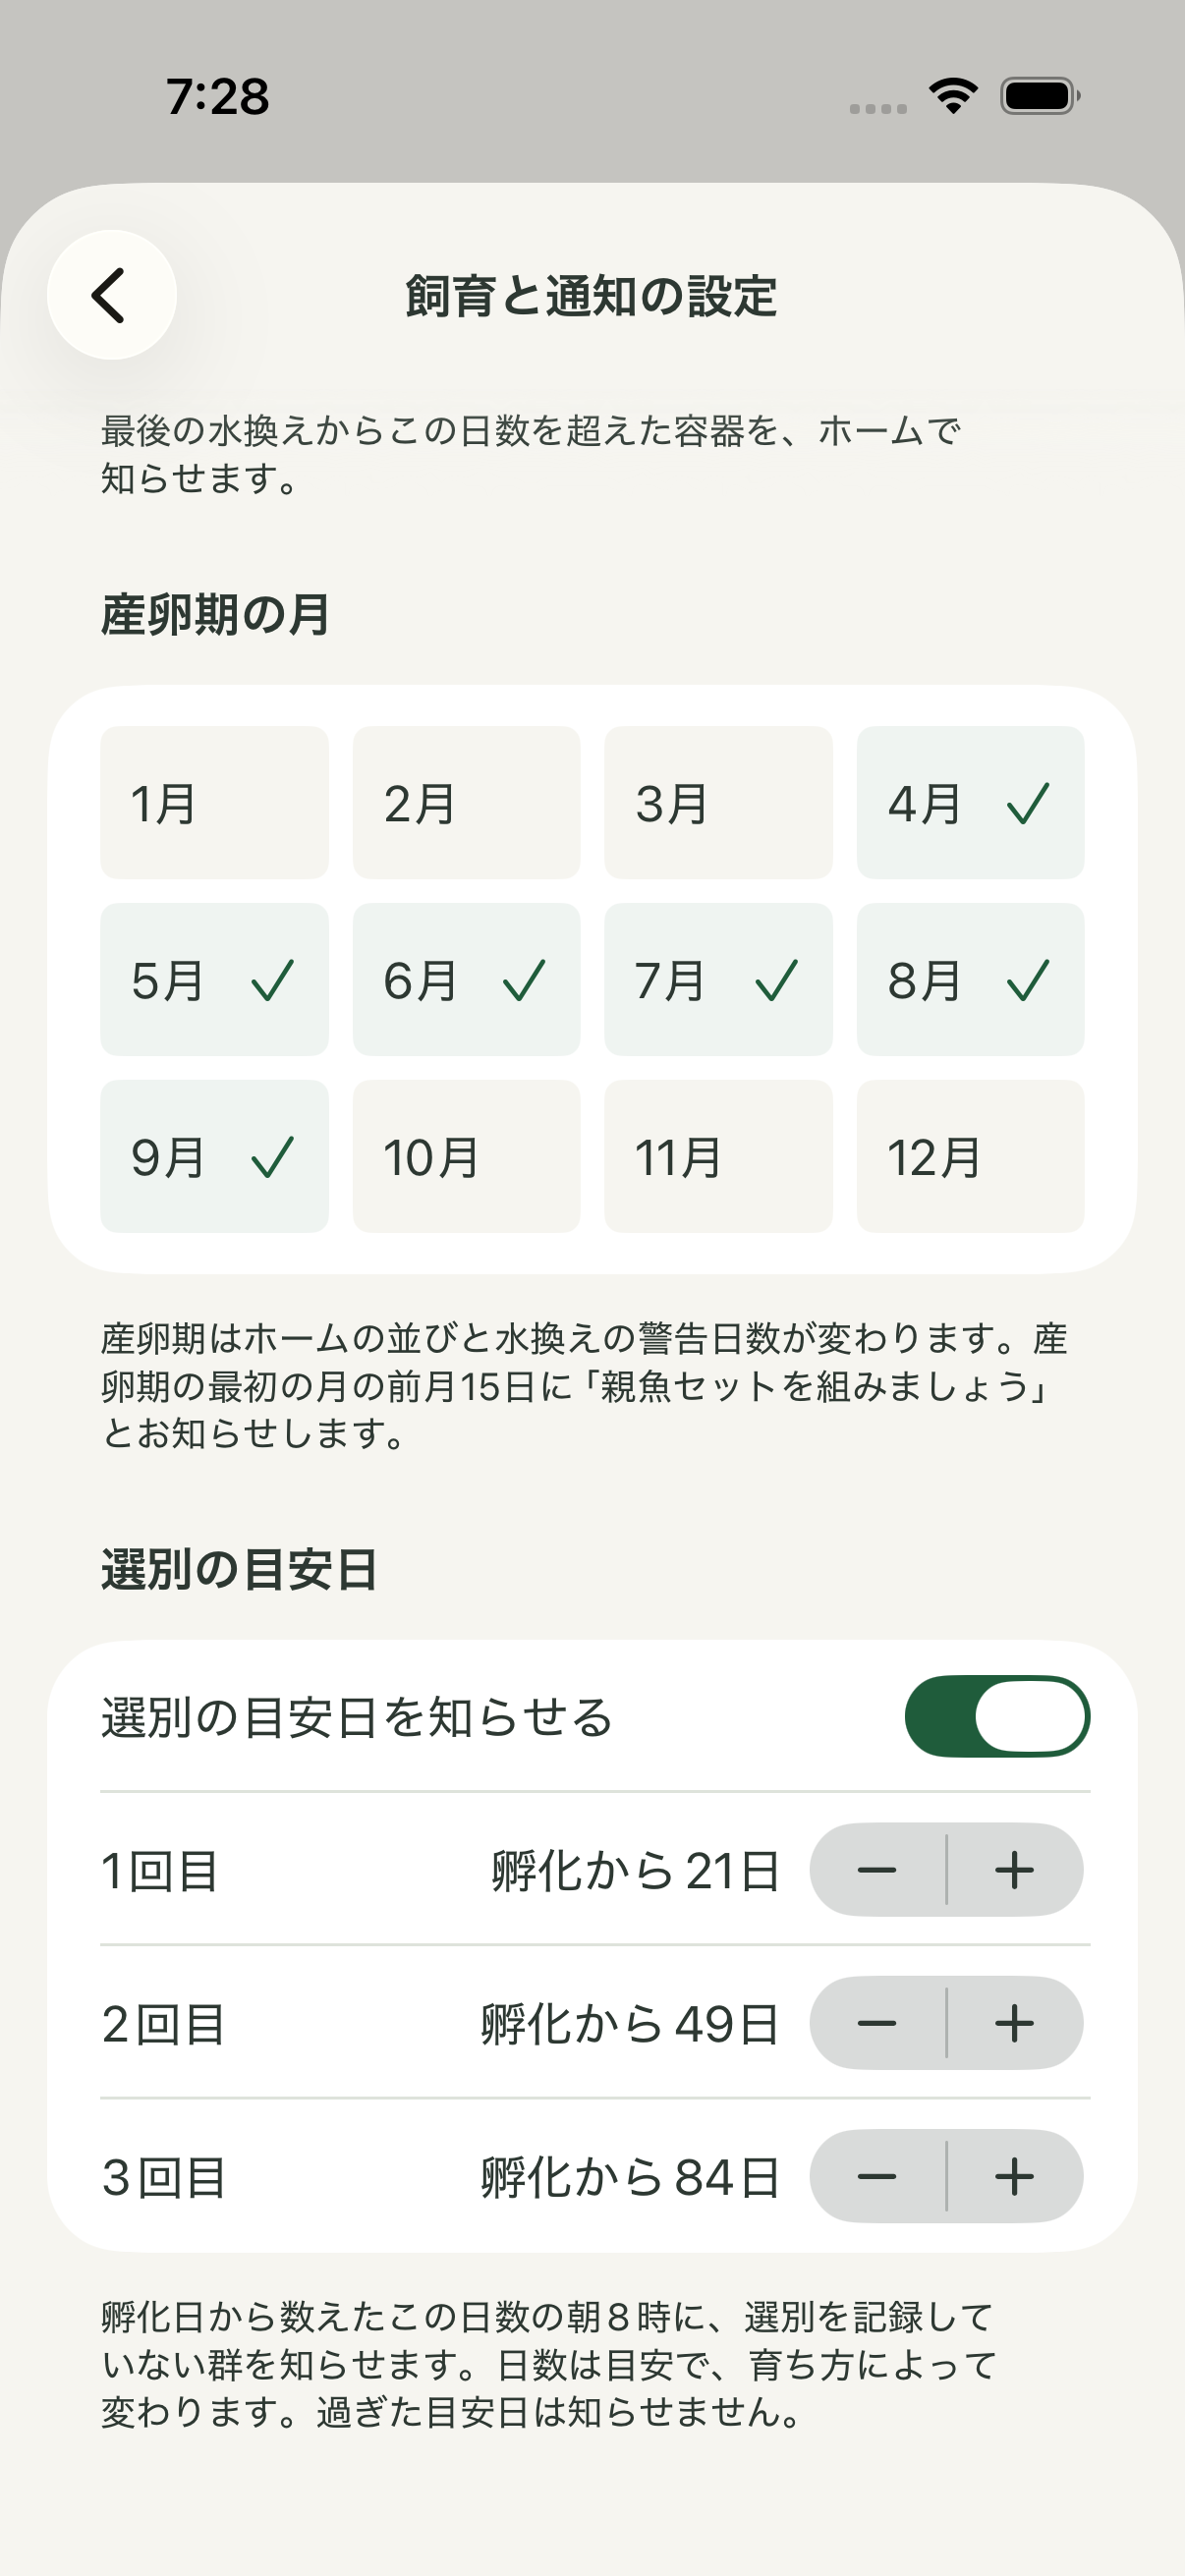 7:28
飼育と通知の設定
最後の水換えからこの日数を超えた容器を、ホームで
知らせます。
産卵期の月
1月 2月 3月 4月
5月 6月 7月 8月
9月 10月 11月 12月
産卵期はホームの並びと水換えの警告日数が変わります。産
卵期の最初の月の前月15日に「親魚セットを組みましょう」
とお知らせします。
選別の目安日
選別の目安日を知らせる
1回目 孵化から 21日
2回目 孵化から 49日
3回目 孵化から 84日
孵化日から数えたこの日数の朝8時に、選別を記録して
いない群を知らせます。日数は目安で、育ち方によって
変わります。過ぎた目安日は知らせません。